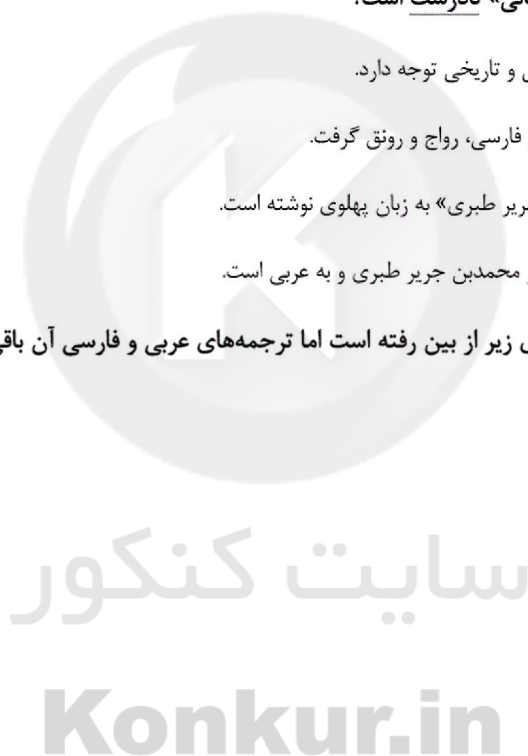 نادرست است.
و تاریخی توجه دارد.
فارسی، رواج و رونق گرفت.
جریر طبری» به زبان پهلوی نوشته است.
محمدبن جریر طبری و به عربی است.
زیر از بین رفته است اما ترجمه‌های عربی و فارسی آن باقی
سایت کنکور
Konkur.in